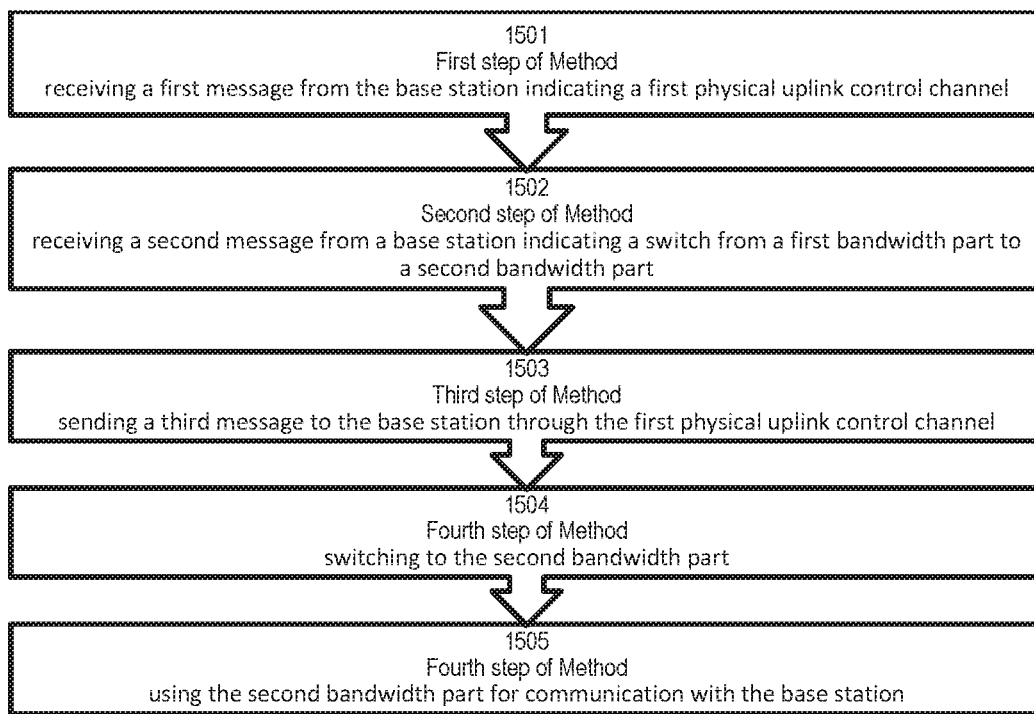 1501
First step of Method
receiving a first message from the base station indicating a first physical uplink control channel
1502
Second step of Method
receiving a second message from a base station indicating a switch from a first bandwidth part to
a second bandwidth part
1503
Third step of Method
sending a third message to the base station through the first physical uplink control channel
1504
Fourth step of Method
switching to the second bandwidth part
1505
Fourth step of Method
using the second bandwidth part for communication with the base station